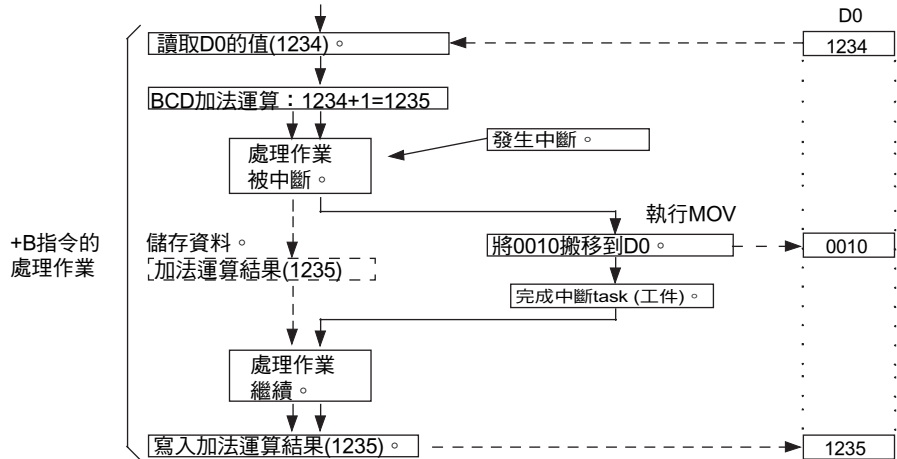 D0
讀取D0的值(1234)。
1234
BCD加法運算：1234+1=1235
發生中斷。
處理作業
被中斷。
執行MOV
+B指令的
處理作業
儲存資料。
將0010搬移到D0。
0010
加法運算結果(1235)
完成中斷task (工件)。
處理作業
繼續。
寫入加法運算結果(1235)。
1235